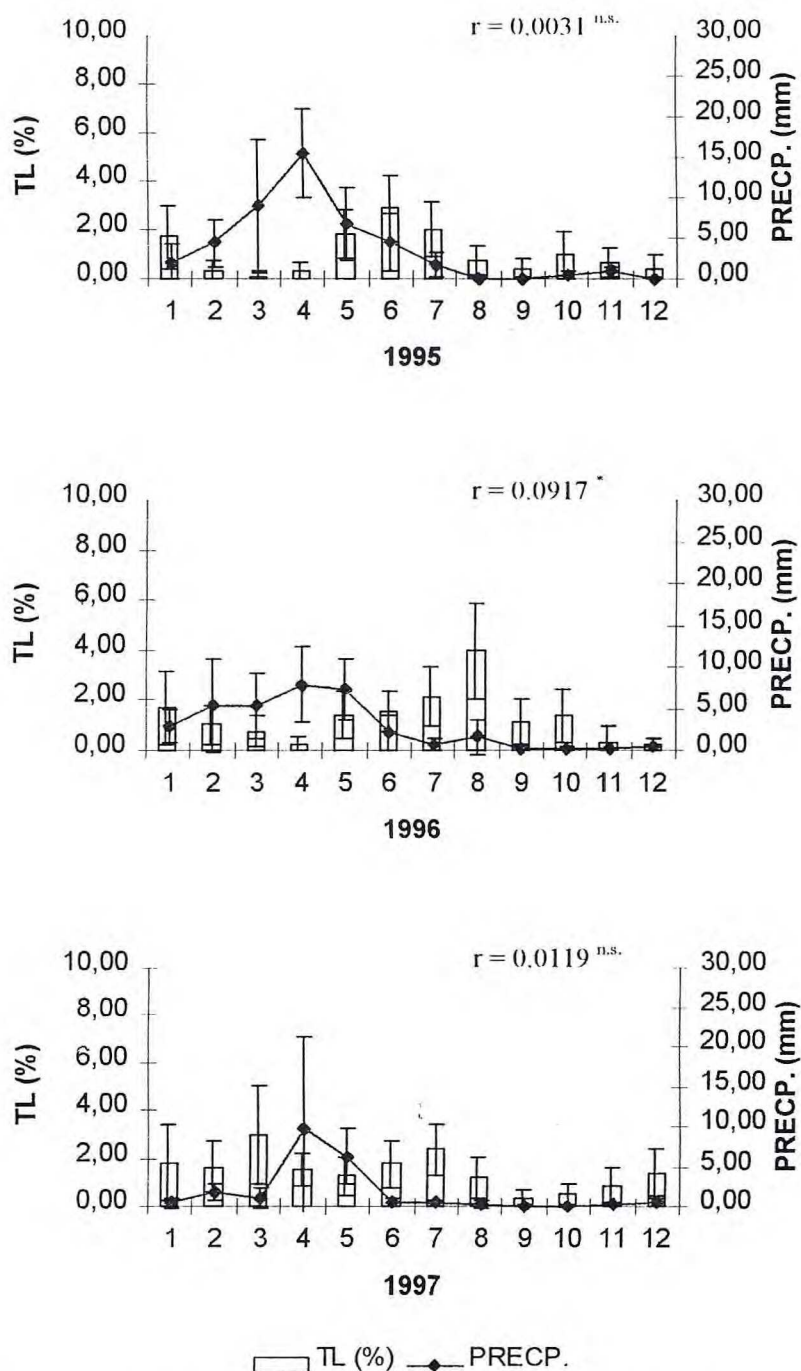 r = 0.0031 n.s.
10,00 30,00
8,00 25,00
6,00 20,00
4,00 15,00
2,00 10,00
0,00 5,00
0,00
TL (%)
PRECP. (mm)
1 2 3 4 5 6 7 8 9 10 11 12
1995
r = 0.0917 *
10,00 30,00
8,00 25,00
6,00 20,00
4,00 15,00
2,00 10,00
0,00 5,00
0,00
TL (%)
PRECP. (mm)
1 2 3 4 5 6 7 8 9 10 11 12
1996
r = 0.0119 n.s.
10,00 30,00
8,00 25,00
6,00 20,00
4,00 15,00
2,00 10,00
0,00 5,00
0,00
TL (%)
PRECP. (mm)
1 2 3 4 5 6 7 8 9 10 11 12
1997
TL (%) PRECP.